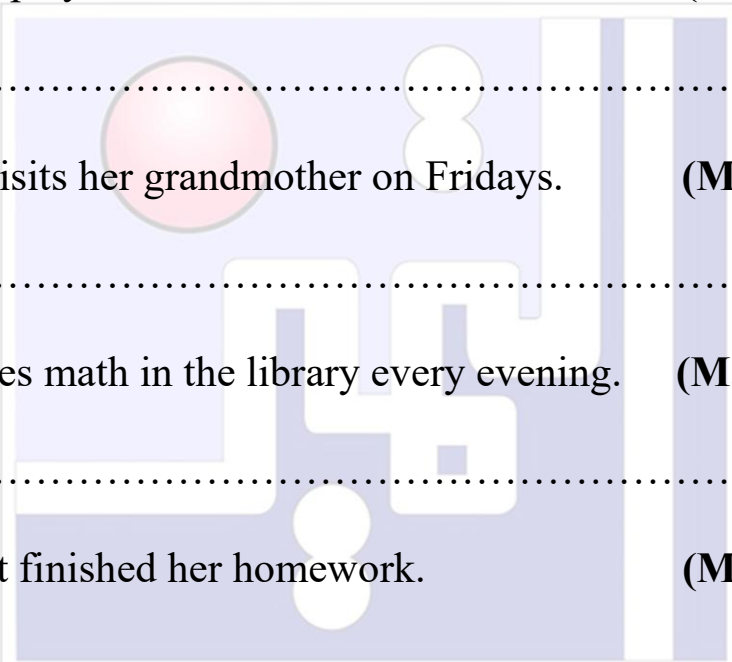 ........................................................
isits her grandmother on Fridays. (M
........................................................
es math in the library every evening. (M
........................................................
t finished her homework. (M